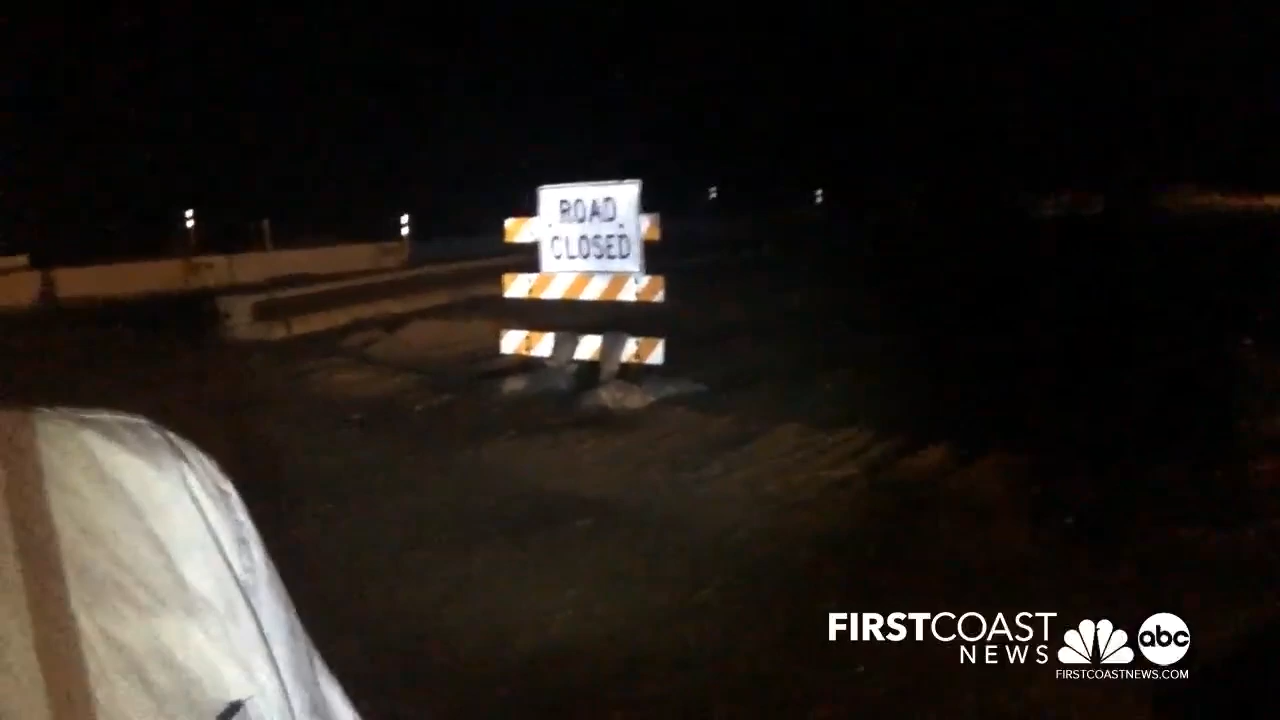 ROAD
CLOSED
FIRSTCOAST
NEWS
abc
FIRSTCOASTNEWS.COM